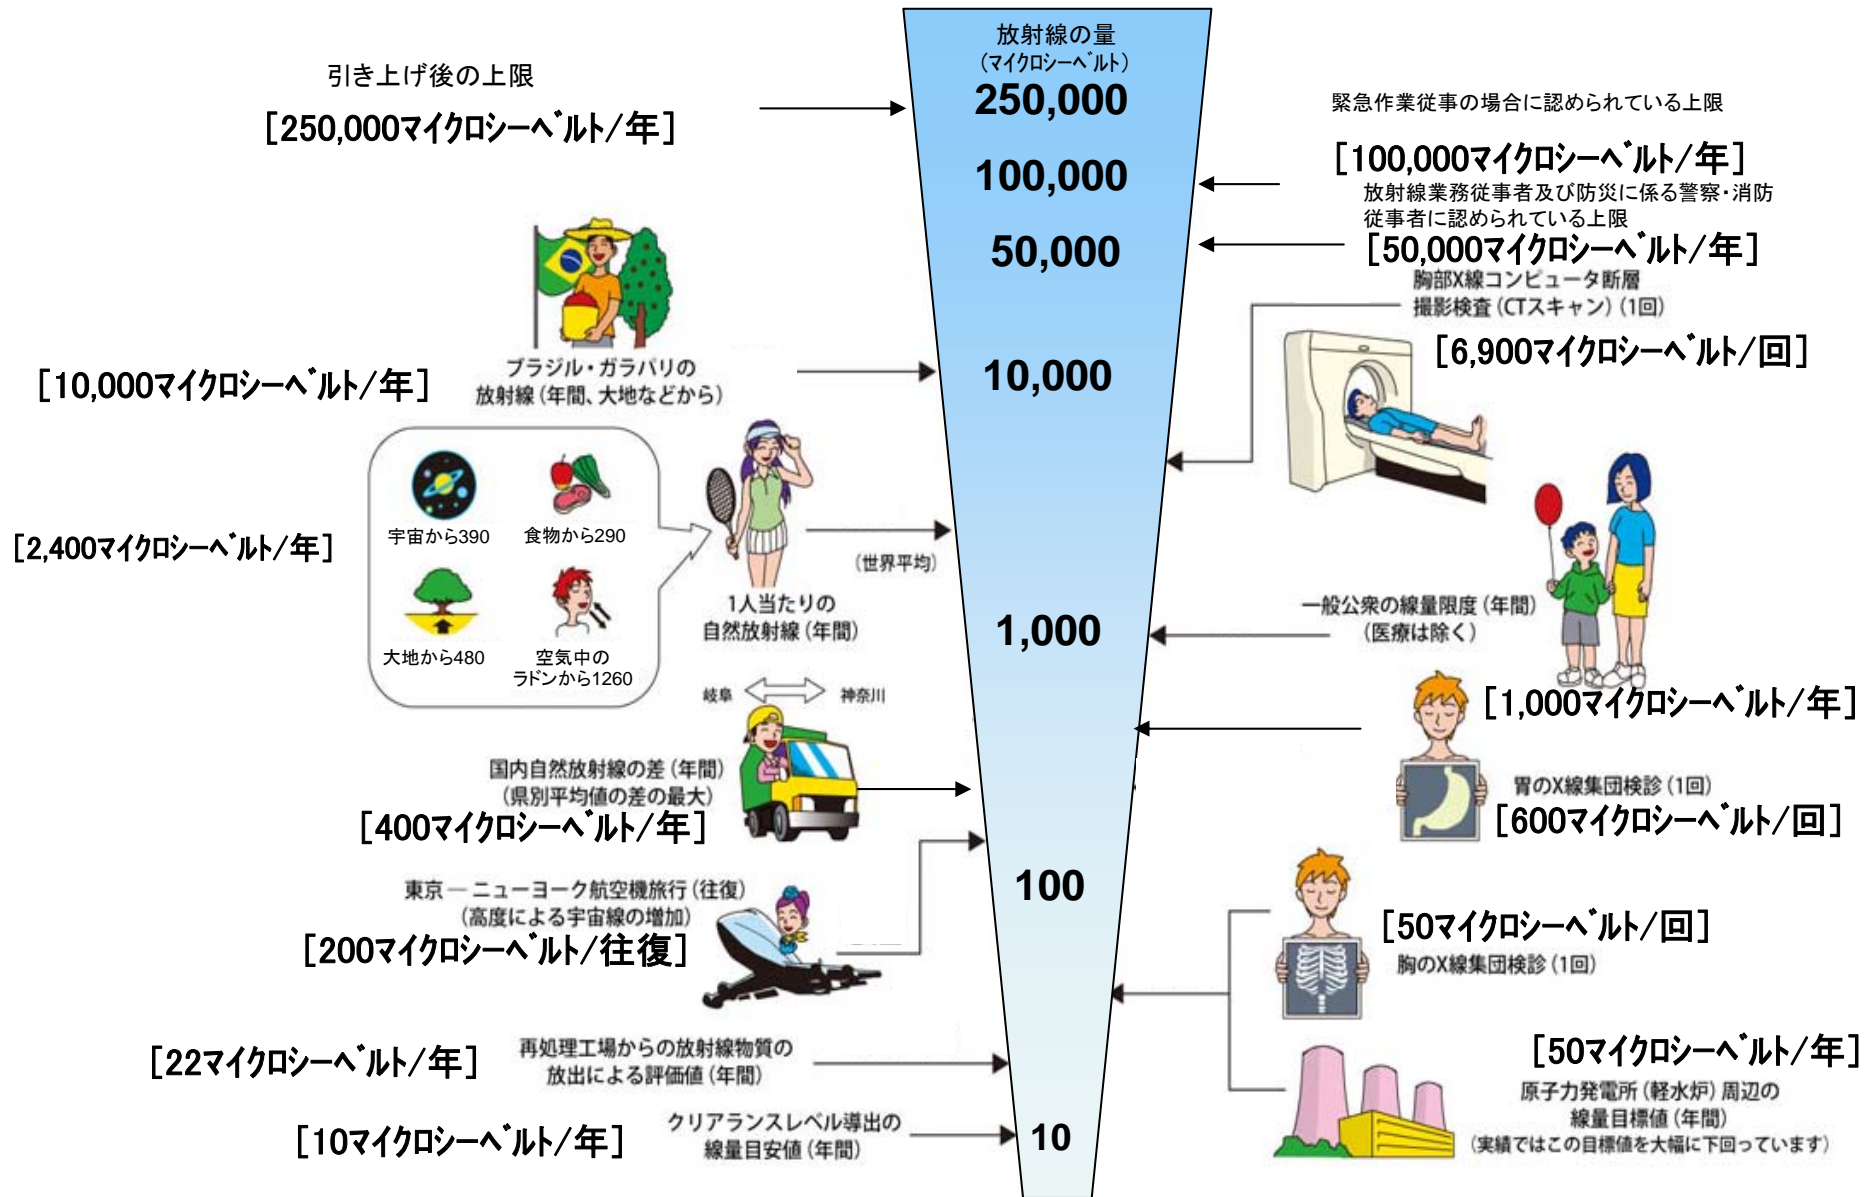 放射線の量
(マイクロシーベルト)
250,000
100,000
50,000
10,000
1,000
100
10
引き上げ後の上限
[250,000マイクロシーベルト/年]
ブラジル・ガラパリの
放射線(年間、大地などから)
[10,000マイクロシーベルト/年]
宇宙から390
食物から290
大地から480
空気中の
ラドンから1260
[2,400マイクロシーベルト/年]
(世界平均)
1人当たりの
自然放射線(年間)
岐阜
神奈川
国内自然放射線の差(年間)
(県別平均値の差の最大)
[400マイクロシーベルト/年]
東京―ニューヨーク航空機旅行(往復)
(高度による宇宙線の増加)
[200マイクロシーベルト/往復]
[22マイクロシーベルト/年]
再処理工場からの放射線物質の
放出による評価値(年間)
[10マイクロシーベルト/年]
クリアランスレベル導出の
線量目安値(年間)
緊急作業従事の場合に認められている上限
[100,000マイクロシーベルト/年]
放射線業務従事者及び防災に係る警察・消防
従事者に認められている上限
[50,000マイクロシーベルト/年]
胸部X線コンピュータ断層
撮影検査(CTスキャン)(1回)
[6,900マイクロシーベルト/回]
一般公衆の線量限度(年間)
(医療は除く)
[1,000マイクロシーベルト/年]
胃のX線集団検診(1回)
[600マイクロシーベルト/回]
[50マイクロシーベルト/回]
胸のX線集団検診(1回)
[50マイクロシーベルト/年]
原子力発電所(軽水炉)周辺の
線量目標値(年間)
(実績ではこの目標値を大幅に下回っています)